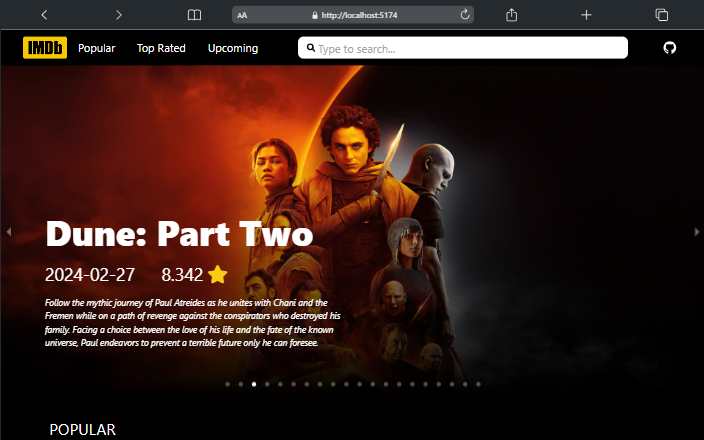 AA
http://localhost:5174
IMDb
Popular
Top Rated
Upcoming
Type to search...
Dune: Part Two
2024-02-27
8.342
Follow the mythic journey of Paul Atreides as he unites with Chani and the
Fremen while on a path of revenge against the conspirators who destroyed his
family. Facing a choice between the love of his life and the fate of the known
universe, Paul endeavors to prevent a terrible future only he can foresee.
POPULAR